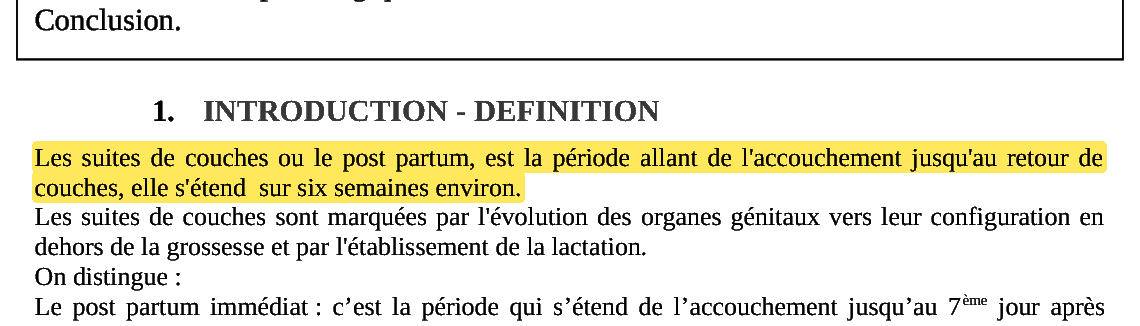 Conclusion.
1. INTRODUCTION - DEFINITION
Les suites de couches ou le post partum, est la période allant de l'accouchement jusqu'au retour de
couches, elle s'étend sur six semaines environ.
Les suites de couches sont marquées par l'évolution des organes génitaux vers leur configuration en
dehors de la grossesse et par l'établissement de la lactation.
On distingue :
Le post partum immédiat : c’est la période qui s’étend de l’accouchement jusqu’au 7ème jour après